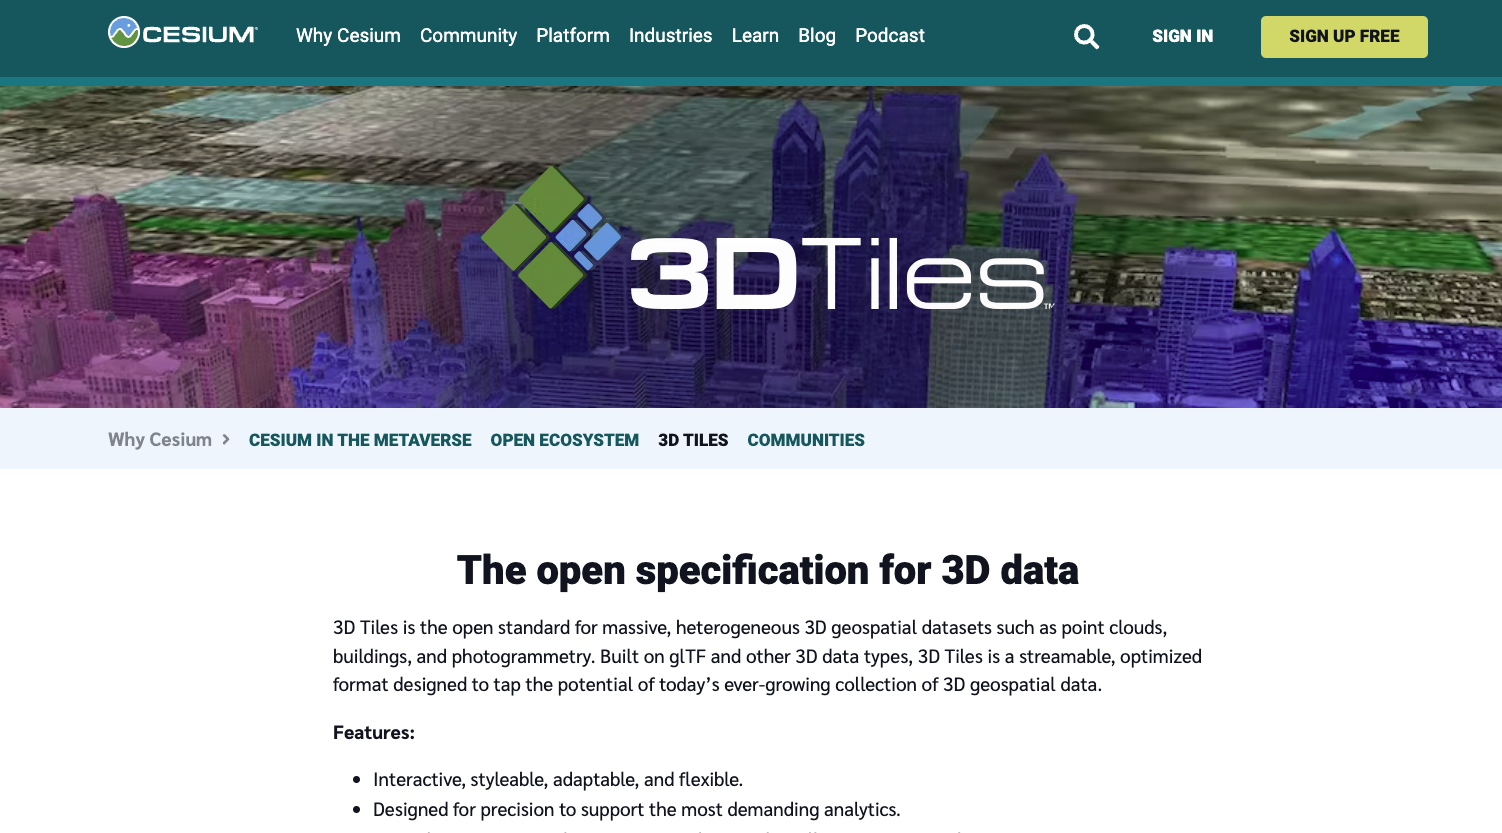 CESIUM
Why Cesium Community Platform Industries Learn Blog Podcast
SIGN IN
SIGN UP FREE
3DTiles™
Why Cesium > CESIUM IN THE METAVERSE OPEN ECOSYSTEM 3D TILES COMMUNITIES
The open specification for 3D data
3D Tiles is the open standard for massive, heterogeneous 3D geospatial datasets such as point clouds,
buildings, and photogrammetry. Built on glTF and other 3D data types, 3D Tiles is a streamable, optimized
format designed to tap the potential of today’s ever-growing collection of 3D geospatial data.
Features:
• Interactive, styleable, adaptable, and flexible.
• Designed for precision to support the most demanding analytics.